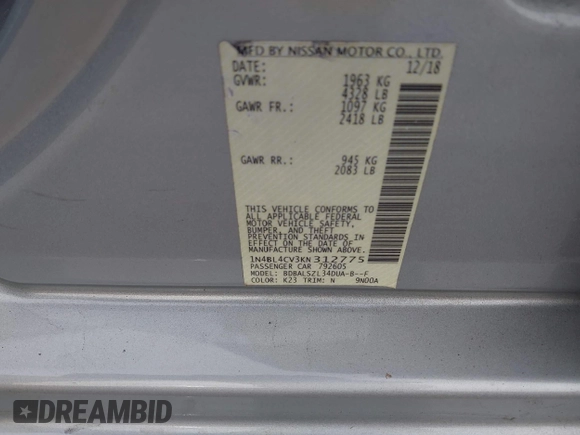 MFD BY NISSAN MOTOR CO., LTD.
DATE: 12/18
GVWR: 1963 KG
4328 LB
GAWR FR.: 1097 KG
2418 LB
GAWR RR.: 945 KG
2083 LB
THIS VEHICLE CONFORMS TO
ALL APPLICABLE FEDERAL
MOTOR VEHICLE SAFETY,
BUMPER, AND THEFT
PREVENTION STANDARDS
IN EFFECT ON THE DATE OF
MANUFACTURE SHOWN ABOVE.
1N4BL4CV3KN312775
PASSENGER CAR 792605
MODEL: BDBALSZL34DUA-B--F
COLOR: K23 TRIM: N 9N00A
DREAMBID